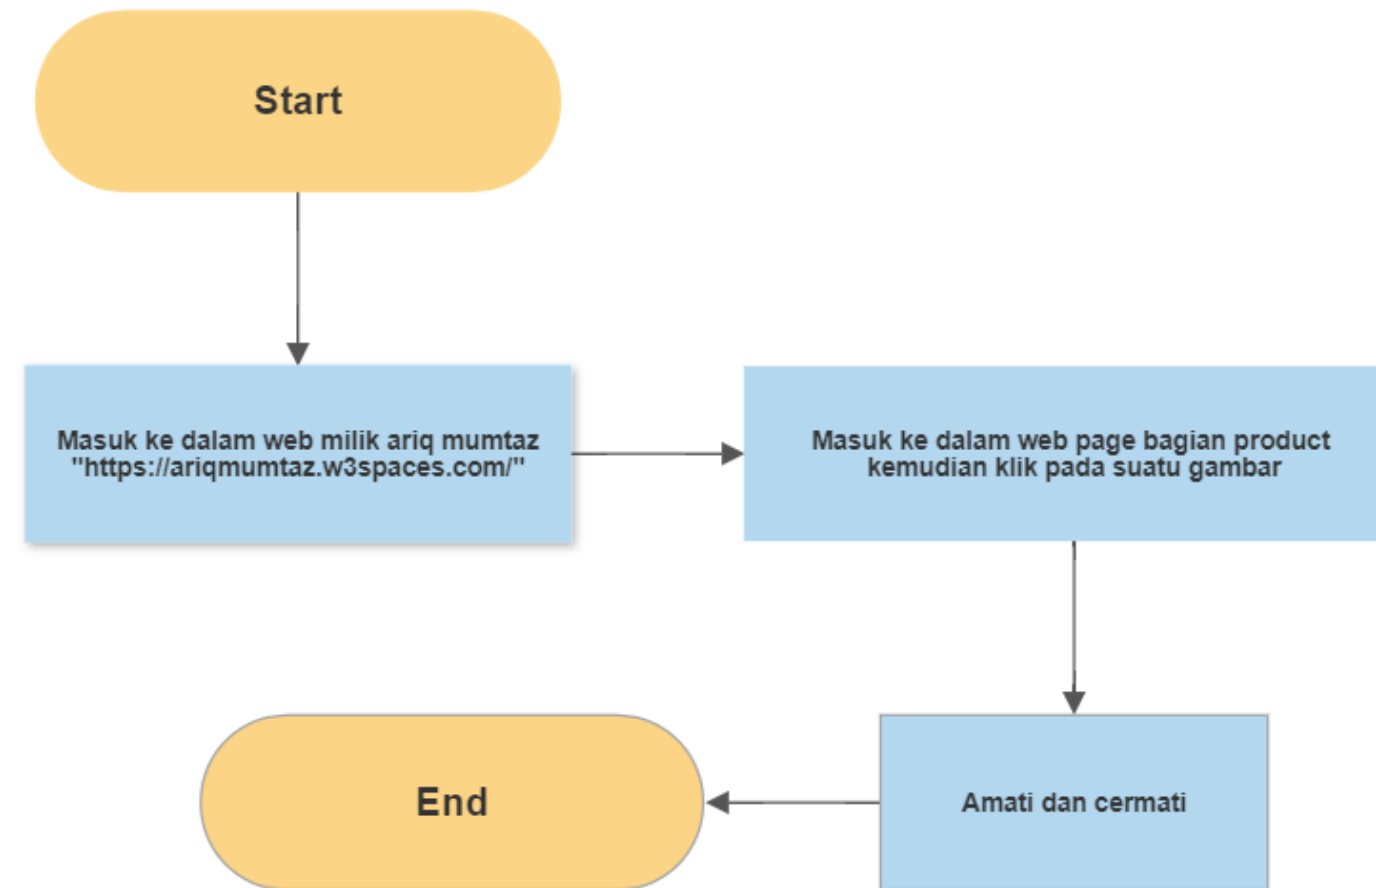 Start
Masuk ke dalam web milik ariq mumtaz
"https://ariqmumtaz.w3spaces.com/"
Masuk ke dalam web page bagian product
kemudian klik pada suatu gambar
Amati dan cermati
End